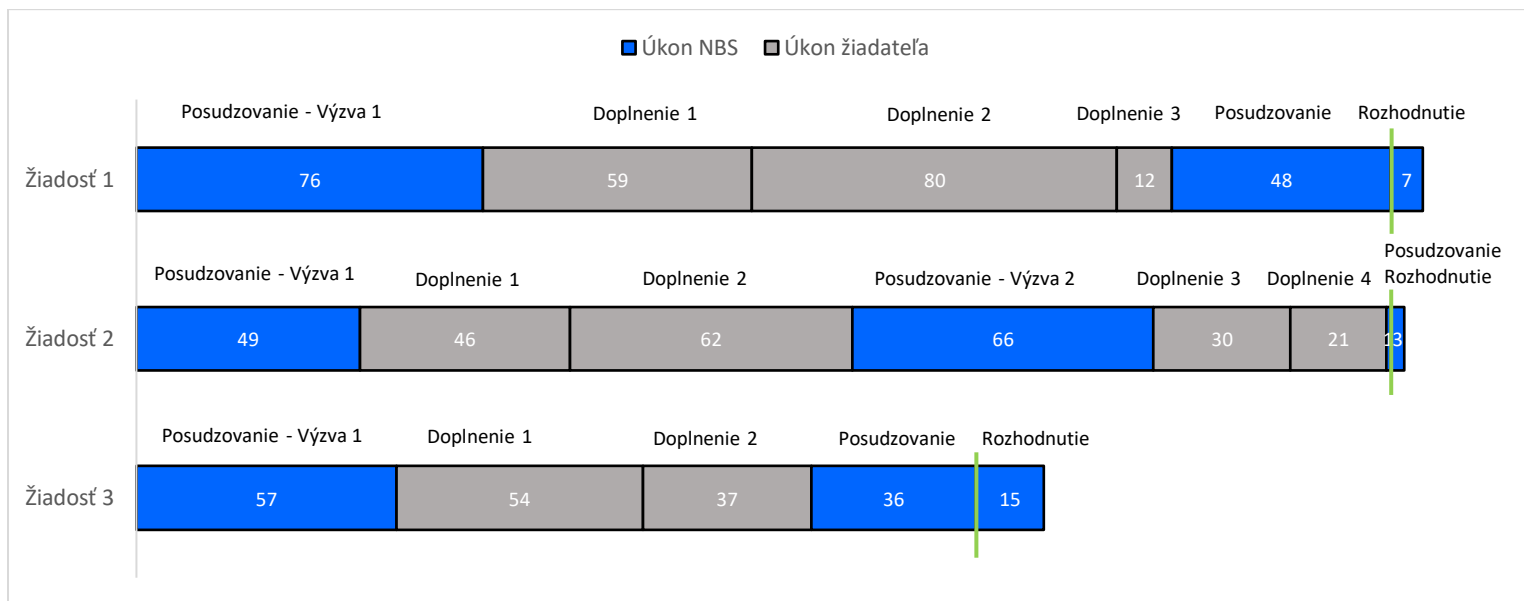 Úkon NBS Úkon žiadateľa
Posudzovanie - Výzva 1 Doplnenie 1 Doplnenie 2 Doplnenie 3 Posudzovanie Rozhodnutie
Žiadosť 1 76 59 80 12 48 7
Posudzovanie - Výzva 1 Doplnenie 1 Doplnenie 2 Posudzovanie - Výzva 2 Doplnenie 3 Doplnenie 4 Posudzovanie
Rozhodnutie
Žiadosť 2 49 46 62 66 30 21 1 3
Posudzovanie - Výzva 1 Doplnenie 1 Doplnenie 2 Posudzovanie Rozhodnutie
Žiadosť 3 57 54 37 36 15